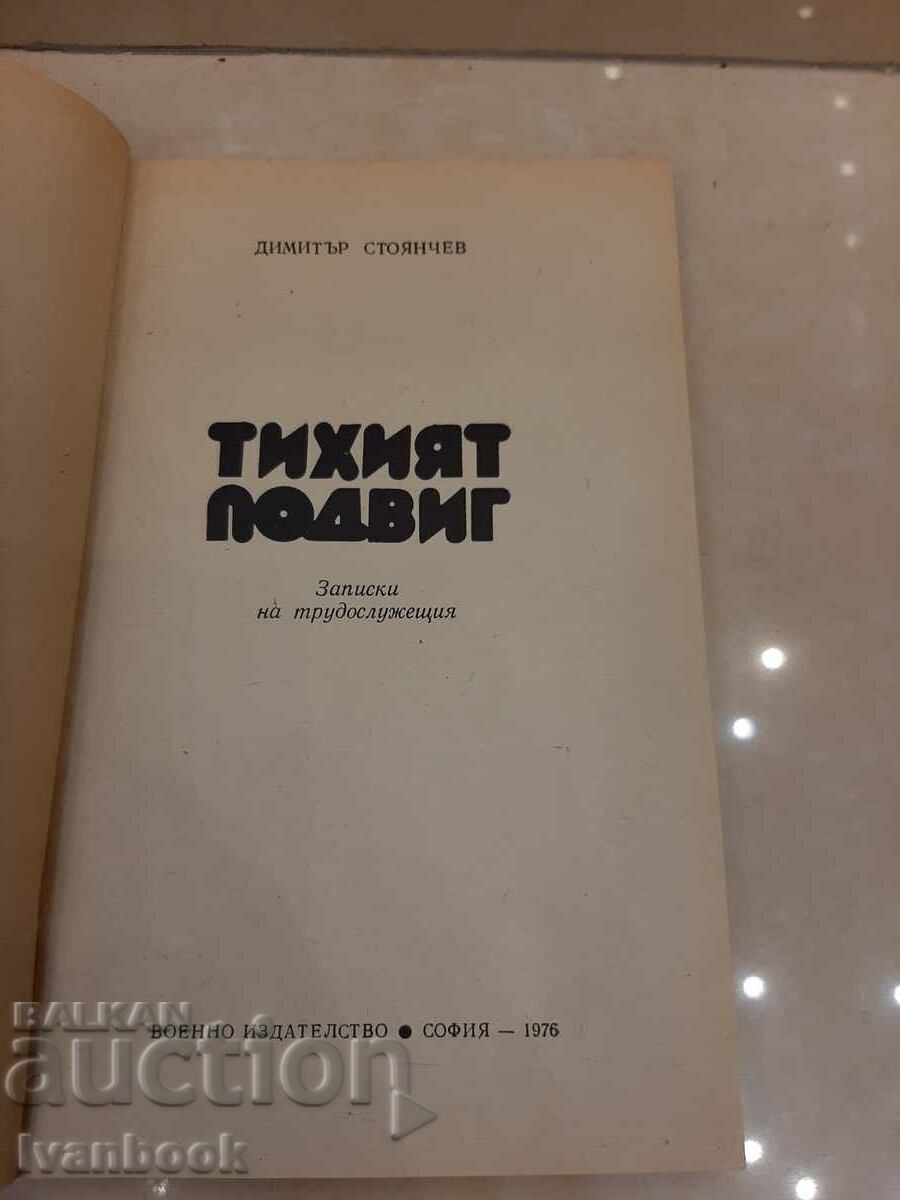 ДИМИТЪР СТОЯНЧЕВ
ТИХИЯТ
ПОДВИГ
Записки
на трудослужещия
ВОЕННО ИЗДАТЕЛСТВО ● СОФИЯ — 1976
BALKAN
auction
Ivanbook